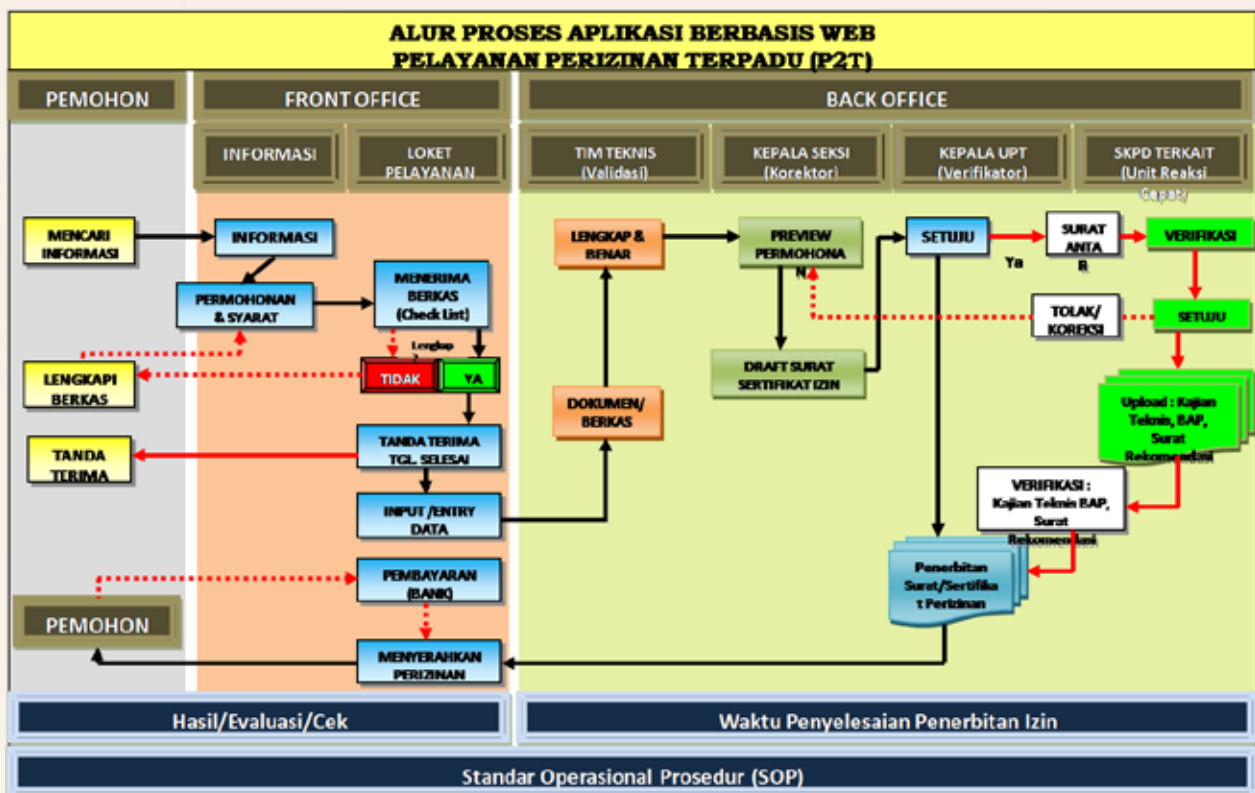 ALUR PROSES APLIKASI BERBASIS WEB
PELAYANAN PERIZINAN TERPADU (P2T)
PEMOHON
FRONT OFFICE
BACK OFFICE
INFORMASI
LOKET
PELAYANAN
TIM TEKNIS
(Validasi)
KEPALA SEKSI
(Korektor)
KEPALA UPT
(Verifikator)
SKPD TERKAIT
(Unit Reaksi
Cepat)
MENCARI
INFORMASI
INFORMASI
PERMOHONAN
& SYARAT
MENERIMA
BERKAS
(Check List)
Lengkap
?
TIDAK
YA
LENGKAPI
BERKAS
TANDA
TERIMA
TANDA TERIMA
TGL. SELESAI
INPUT /ENTRY
DATA
PEMBAYARAN
(BANK)
MENYERAHKAN
PERIZINAN
PEMOHON
LENGKAP &
BENAR
DOKUMEN/
BERKAS
PREVIEW
PERMOHONA
N
DRAFT SURAT
SERTIFIKAT IZIN
SETUJU
Ya
SURAT
ANTA
R
VERIFIKASI
TOLAK/
KOREKSI
SETUJU
Upload : Kajian
Teknis, BAP,
Surat
Rekomendasi
VERIFIKASI :
Kajian Teknis BAP,
Surat
Rekomendasi
Penerbitan
Surat/Sertifika
t Perizinan
Hasil/Evaluasi/Cek
Waktu Penyelesaian Penerbitan Izin
Standar Operasional Prosedur (SOP)